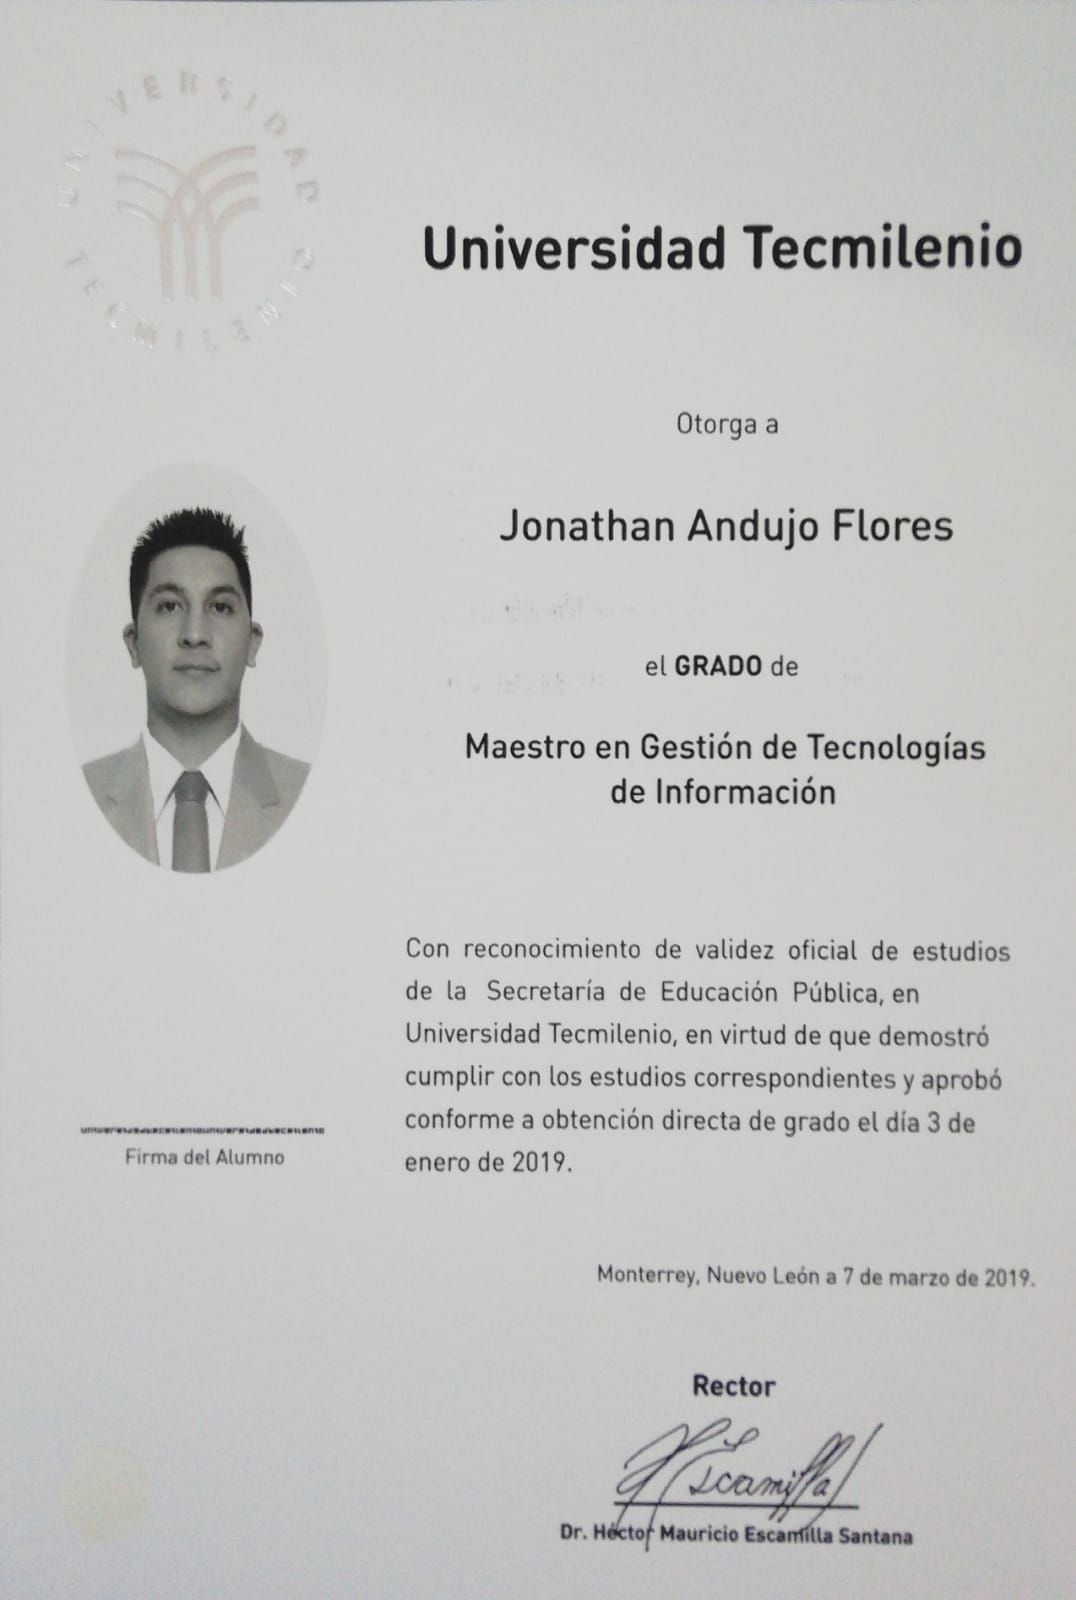 UNIVERSIDAD TECMILENIO
Universidad Tecmilenio
Otorga a
Jonathan Andujo Flores
el GRADO de
Maestro en Gestión de Tecnologías
de Información
Con reconocimiento de validez oficial de estudios
de la Secretaría de Educación Pública, en
Universidad Tecmilenio, en virtud de que demostró
cumplir con los estudios correspondientes y aprobó
conforme a obtención directa de grado el día 3 de
enero de 2019.
Firma del Alumno
Monterrey, Nuevo León a 7 de marzo de 2019.
Rector
Escamilla
Dr. Héctor Mauricio Escamilla Santana